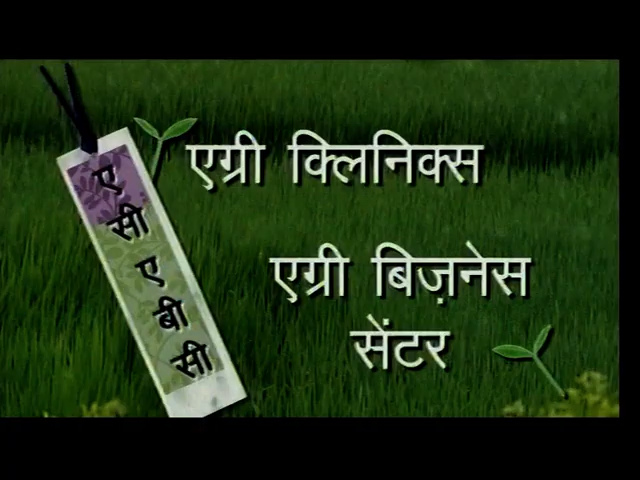 ए
सी
ए
बी
सी
एग्री क्लिनिक्स
एग्री बिज़नेस
सेंटर